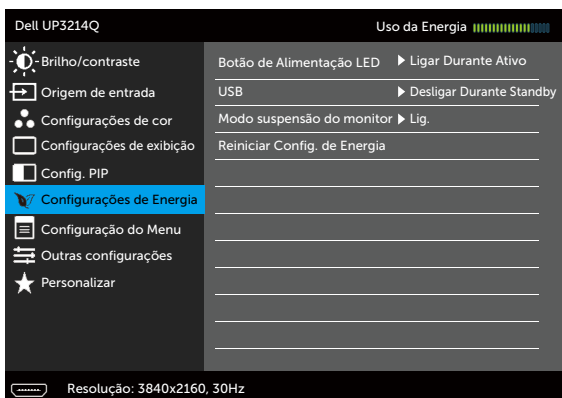 Dell UP3214Q
Uso da Energia
Brilho/contraste
Origem de entrada
Configurações de cor
Configurações de exibição
Config. PIP
Configurações de Energia
Configuração do Menu
Outras configurações
Personalizar
Botão de Alimentação LED Ligar Durante Ativo
USB Desligar Durante Standby
Modo suspensão do monitor Lig.
Reiniciar Config. de Energia
Resolução: 3840x2160, 30Hz